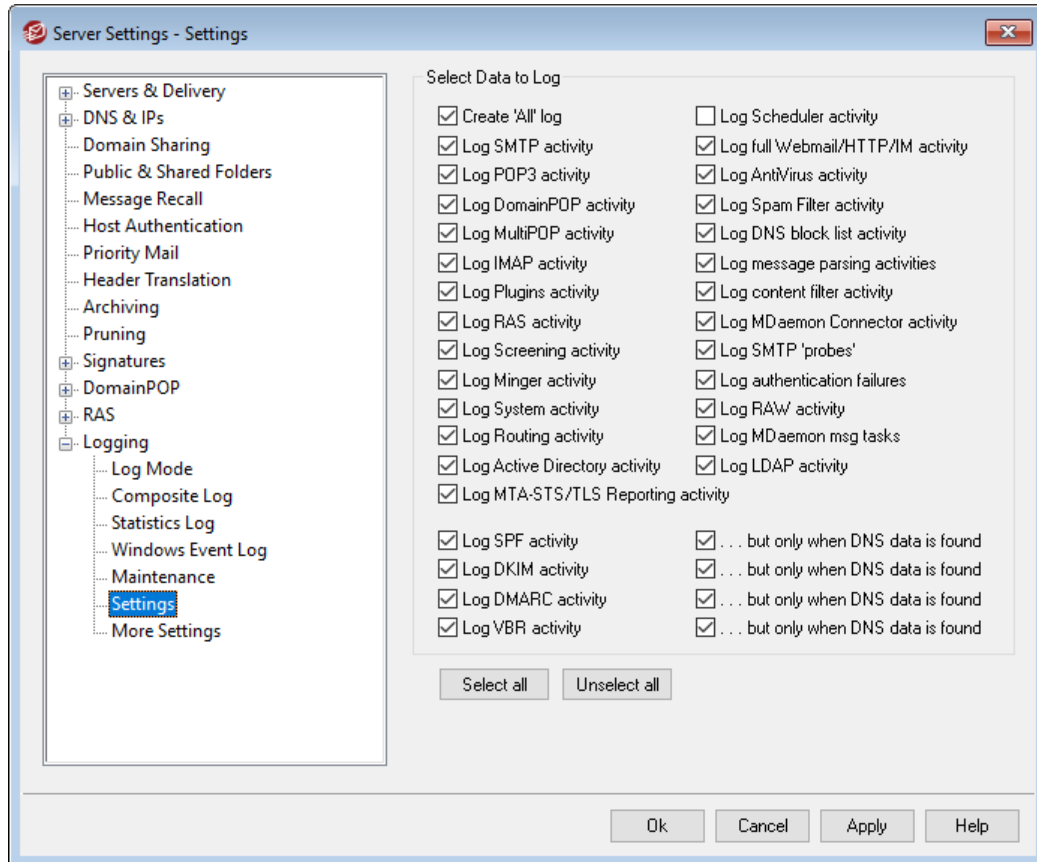 Server Settings - Settings
Servers & Delivery
DNS & IPs
Domain Sharing
Public & Shared Folders
Message Recall
Host Authentication
Priority Mail
Header Translation
Archiving
Pruning
Signatures
DomainPOP
RAS
Logging
Log Mode
Composite Log
Statistics Log
Windows Event Log
Maintenance
Settings
More Settings
Select Data to Log
Create 'All' log
Log SMTP activity
Log POP3 activity
Log DomainPOP activity
Log MultiPOP activity
Log IMAP activity
Log Plugins activity
Log RAS activity
Log Screening activity
Log Minger activity
Log System activity
Log Routing activity
Log Active Directory activity
Log MTA-STS/TLS Reporting activity
Log Scheduler activity
Log full Webmail/HTTP/IM activity
Log AntiVirus activity
Log Spam Filter activity
Log DNS block list activity
Log message parsing activities
Log content filter activity
Log MDaemon Connector activity
Log SMTP 'probes'
Log authentication failures
Log RAW activity
Log MDaemon msg tasks
Log LDAP activity
Log SPF activity
. . . but only when DNS data is found
Log DKIM activity
. . . but only when DNS data is found
Log DMARC activity
. . . but only when DNS data is found
Log VBR activity
. . . but only when DNS data is found
Select all
Unselect all
Ok
Cancel
Apply
Help